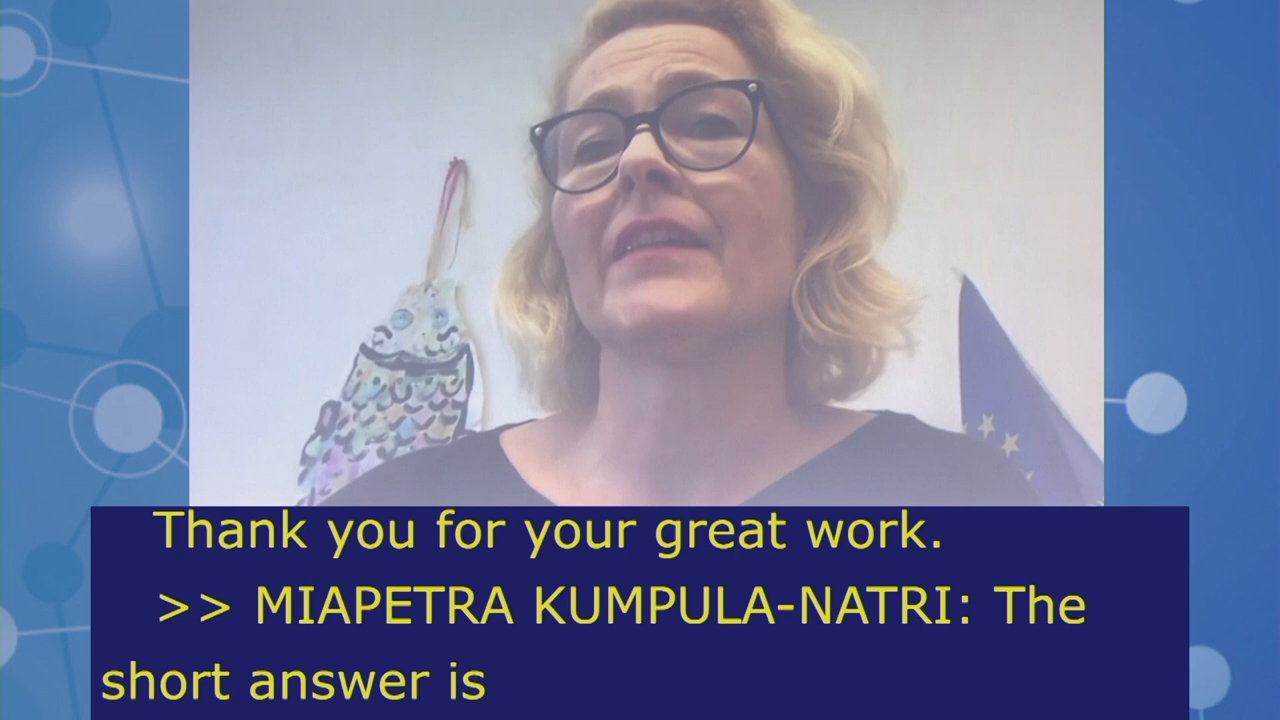 Thank you for your great work.
>> MIAPETRA KUMPULA-NATRI: The
short answer is